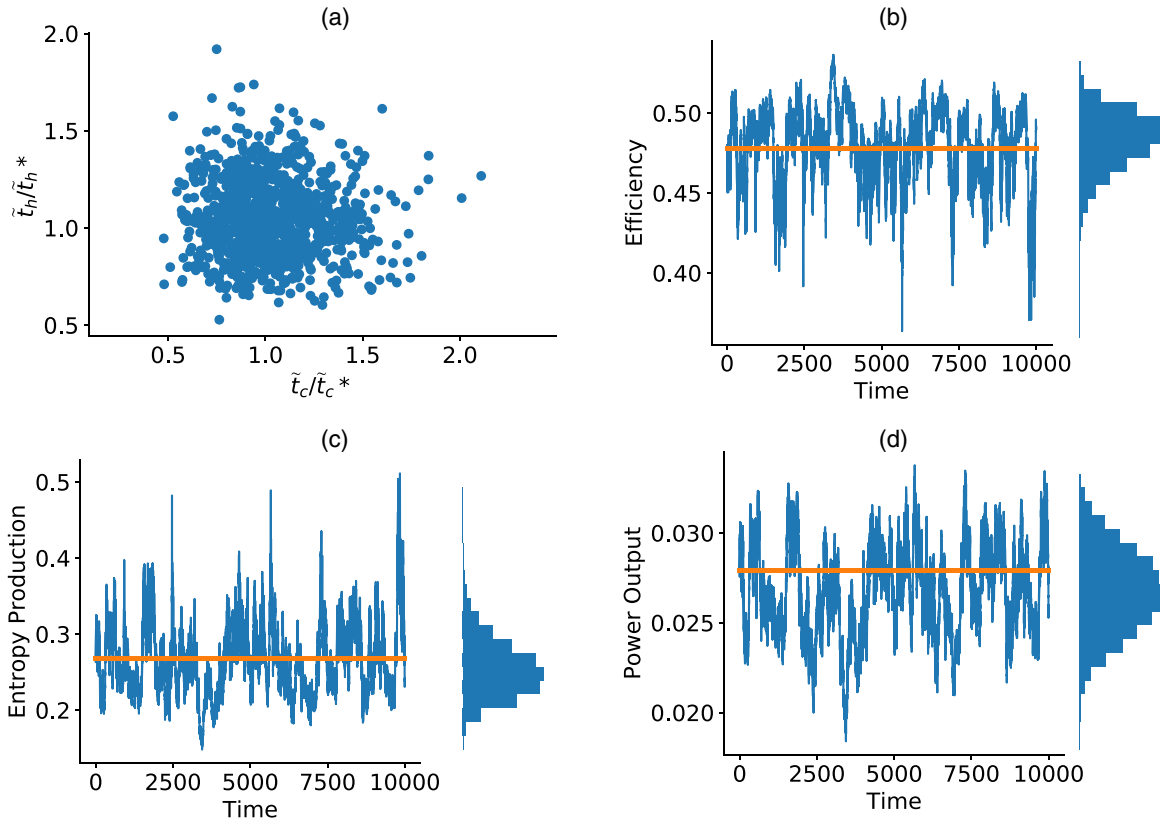 (a)
2.0
1.5
1.0
0.5
t̃h/t̃h*
0.5 1.0 1.5 2.0
t̃c/t̃c*
(b)
0.50
0.45
0.40
Efficiency
0 2500 5000 7500 10000
Time
(c)
0.5
0.4
0.3
0.2
Entropy Production
0 2500 5000 7500 10000
Time
(d)
0.030
0.025
0.020
Power Output
0 2500 5000 7500 10000
Time